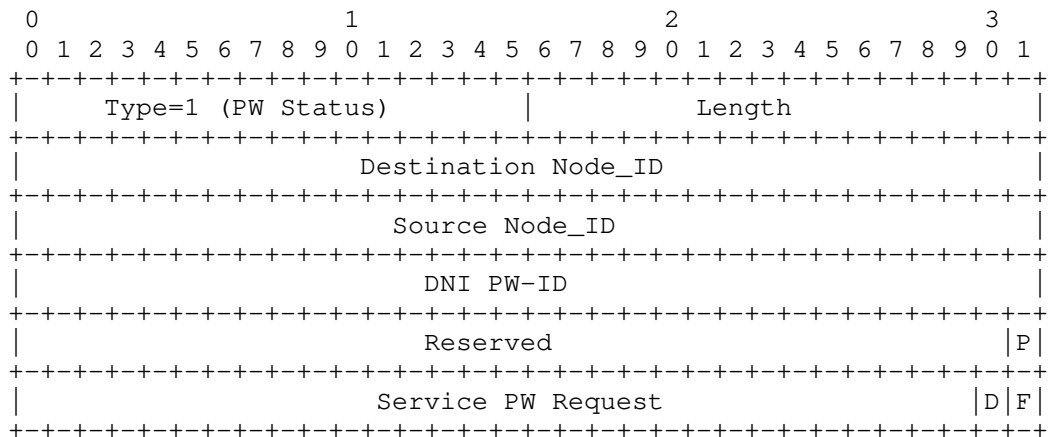 0                   1                   2                   3
0 1 2 3 4 5 6 7 8 9 0 1 2 3 4 5 6 7 8 9 0 1 2 3 4 5 6 7 8 9 0 1
+-+-+-+-+-+-+-+-+-+-+-+-+-+-+-+-+-+-+-+-+-+-+-+-+-+-+-+-+-+-+-+-+
|     Type=1 (PW Status)        |          Length               |
+-+-+-+-+-+-+-+-+-+-+-+-+-+-+-+-+-+-+-+-+-+-+-+-+-+-+-+-+-+-+-+-+
|                     Destination Node_ID                       |
+-+-+-+-+-+-+-+-+-+-+-+-+-+-+-+-+-+-+-+-+-+-+-+-+-+-+-+-+-+-+-+-+
|                       Source Node_ID                          |
+-+-+-+-+-+-+-+-+-+-+-+-+-+-+-+-+-+-+-+-+-+-+-+-+-+-+-+-+-+-+-+-+
|                         DNI PW-ID                             |
+-+-+-+-+-+-+-+-+-+-+-+-+-+-+-+-+-+-+-+-+-+-+-+-+-+-+-+-+-+-+-+-+
|                         Reserved                            |P|
+-+-+-+-+-+-+-+-+-+-+-+-+-+-+-+-+-+-+-+-+-+-+-+-+-+-+-+-+-+-+-+-+
|                      Service PW Request                   |D|F|
+-+-+-+-+-+-+-+-+-+-+-+-+-+-+-+-+-+-+-+-+-+-+-+-+-+-+-+-+-+-+-+-+